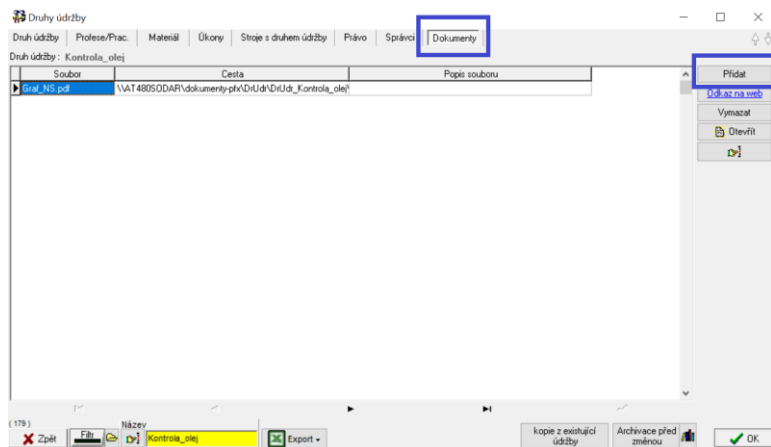 Druhy údržby
Druh údržby Profese/Prac. Materiál Úkony Stroje s druhem údržby Právo Správci Dokumenty
Druh údržby : Kontrola_olej
Soubor Cesta Popis souboru
Graf_NS.pdf \\AT480SODAR\dokumenty-pfx\DrUdr\DrUdr_Kontrola_olej\
Přidat
Odkaz na web
Vymazat
Otevřít
(179) Název
Zpět Filtr Kontrola_olej Export
kopie z existující údržby
Archivace před změnou
OK